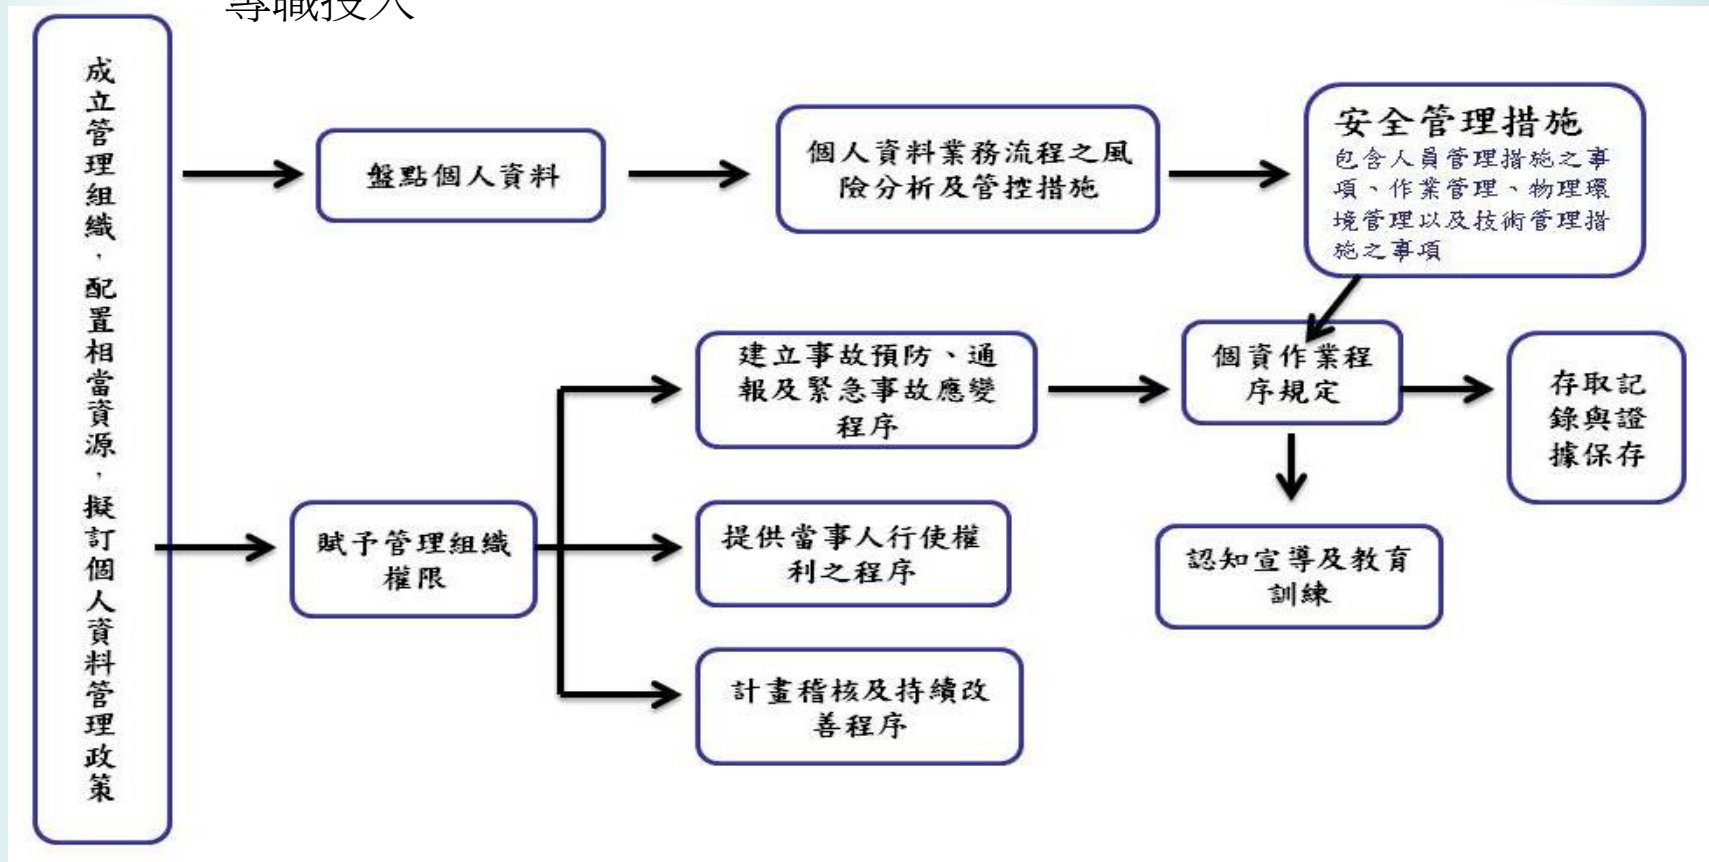 專職投入
成立管理組織，配置相當資源，擬訂個人資料管理政策
盤點個人資料
個人資料業務流程之風
險分析及管控措施
安全管理措施
包含人員管理措施之事
項、作業管理、物理環
境管理以及技術管理措
施之事項
建立事故預防、通
報及緊急事故應變
程序
個資作業程
序規定
存取記
錄與證
據保存
賦予管理組織
權限
提供當事人行使權
利之程序
認知宣導及教育
訓練
計畫稽核及持續改
善程序